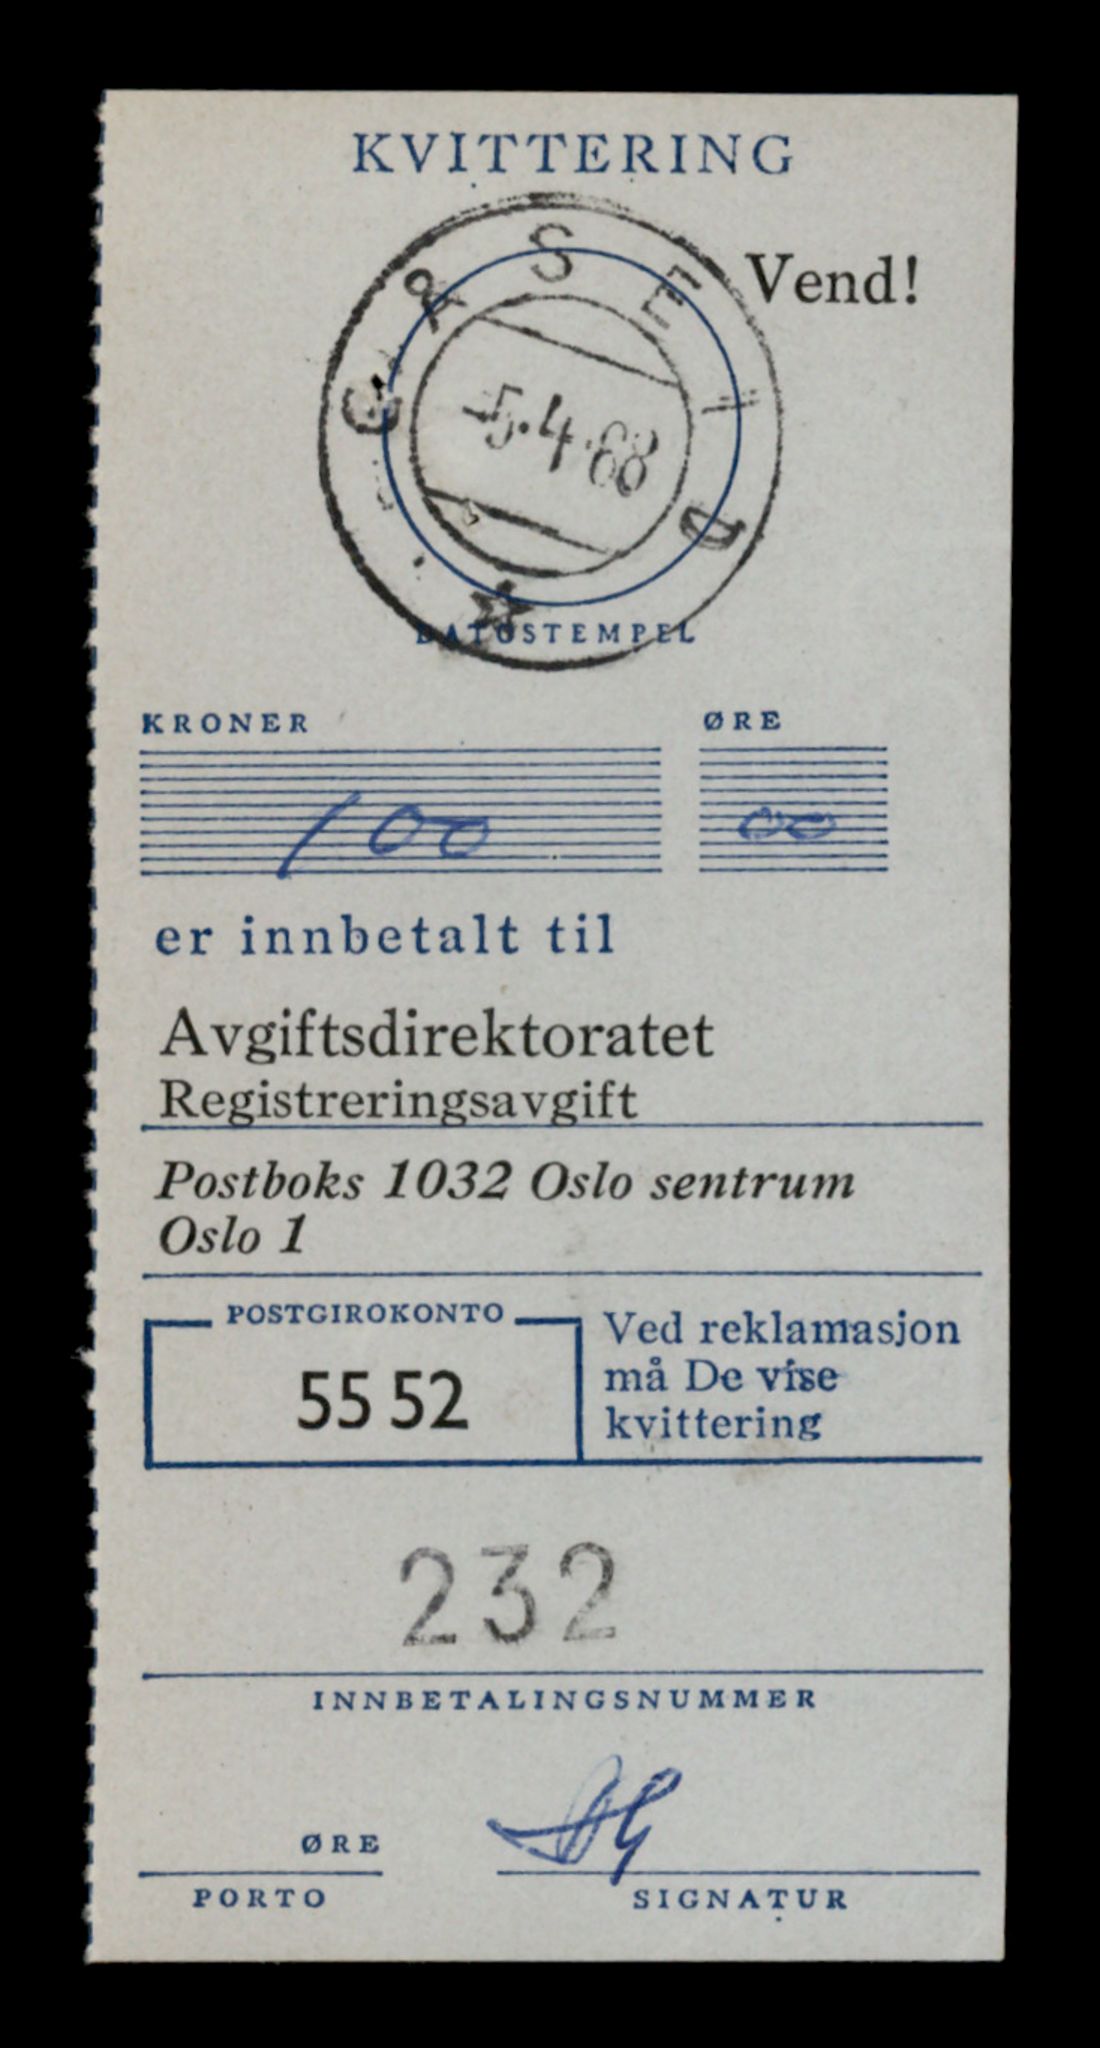 KVITTERING
Vend!
GÅSEID
-5.4.68
DATOSTEMPEL
KRONER ØRE
100 00
er innbetalt til
Avgiftsdirektoratet
Registreringsavgift
Postboks 1032 Oslo sentrum
Oslo 1
POSTGIROKONTO
55 52
Ved reklamasjon
må De vise
kvittering
232
INNBETALINGSNUMMER
ØRE
PORTO
SIGNATUR